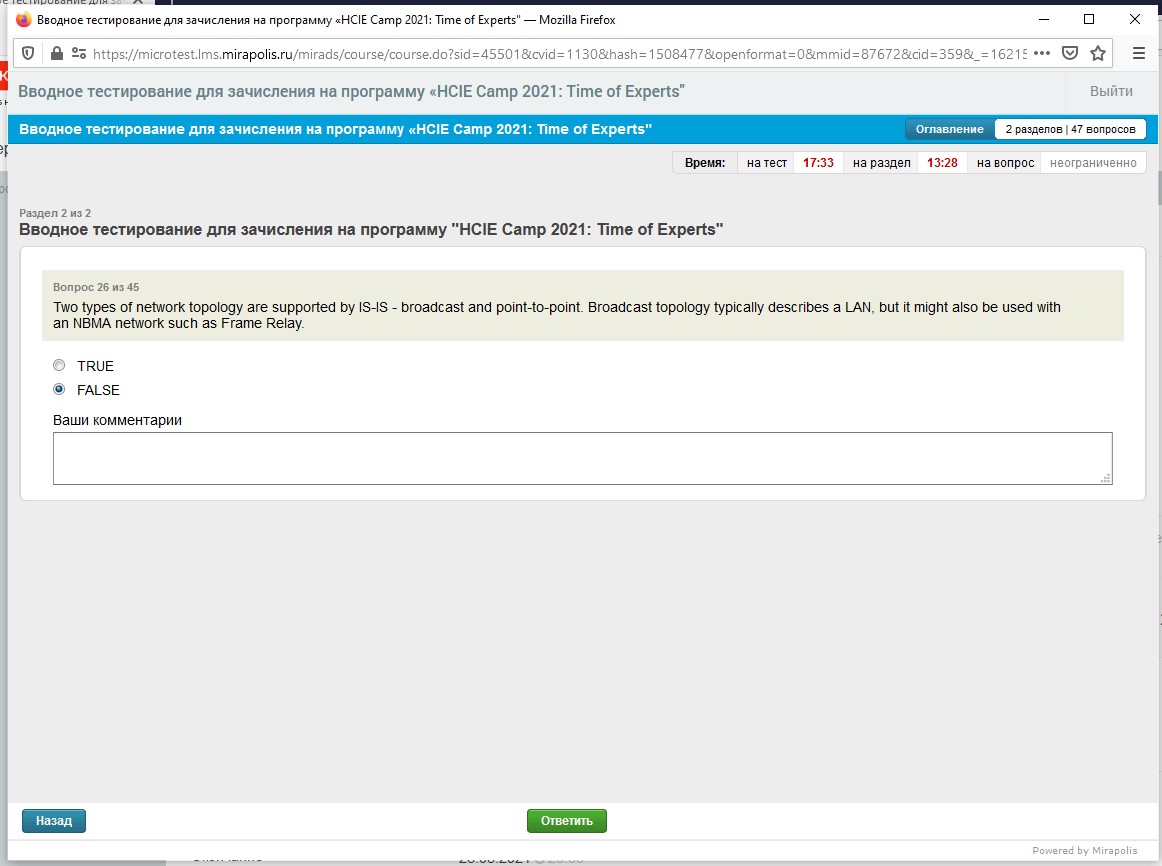 Вводное тестирование для зачисления на программу «HCIE Camp 2021: Time of Experts" — Mozilla Firefox
https://microtest.lms.mirapolis.ru/mirads/course/course.do?sid=45501&cvid=1130&hash=1508477&openformat=0&mmid=87672&cid=359&_=16215
Вводное тестирование для зачисления на программу «HCIE Camp 2021: Time of Experts"
Выйти
Вводное тестирование для зачисления на программу «HCIE Camp 2021: Time of Experts"
Оглавление 2 разделов | 47 вопросов
Время: на тест 17:33 на раздел 13:28 на вопрос неограниченно
Раздел 2 из 2
Вводное тестирование для зачисления на программу "HCIE Camp 2021: Time of Experts"
Вопрос 26 из 45
Two types of network topology are supported by IS-IS - broadcast and point-to-point. Broadcast topology typically describes a LAN, but it might also be used with
an NBMA network such as Frame Relay.
TRUE
FALSE
Ваши комментарии
Назад
Ответить
Powered by Mirapolis